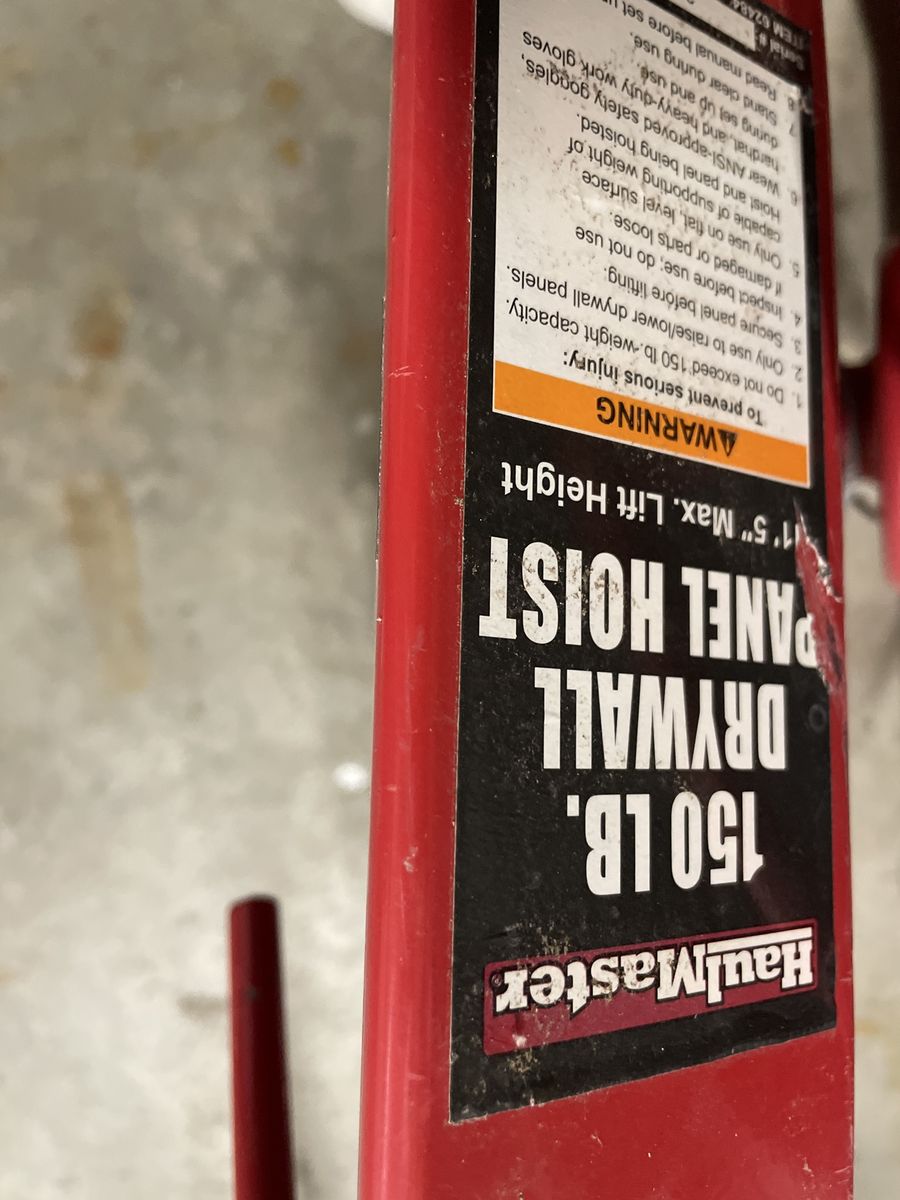 HaulMaster.
150 LB.
DRYWALL
PANEL HOIST
11' 5" Max. Lift Height
⚠WARNING
To prevent serious injury:
1. Do not exceed 150 lb. weight capacity.
2. Only use to raise/lower drywall panels.
3. Secure panel before lifting.
4. Inspect before use; do not use
if damaged or parts loose.
5. Only use on flat, level surface
capable of supporting weight of
Hoist and panel being hoisted.
6. Wear ANSI-approved safety goggles,
hardhat, and heavy-duty work gloves
during set up and use.
7. Stand clear during use.
8. Read manual before set up
Serial #:
ITEM 62484